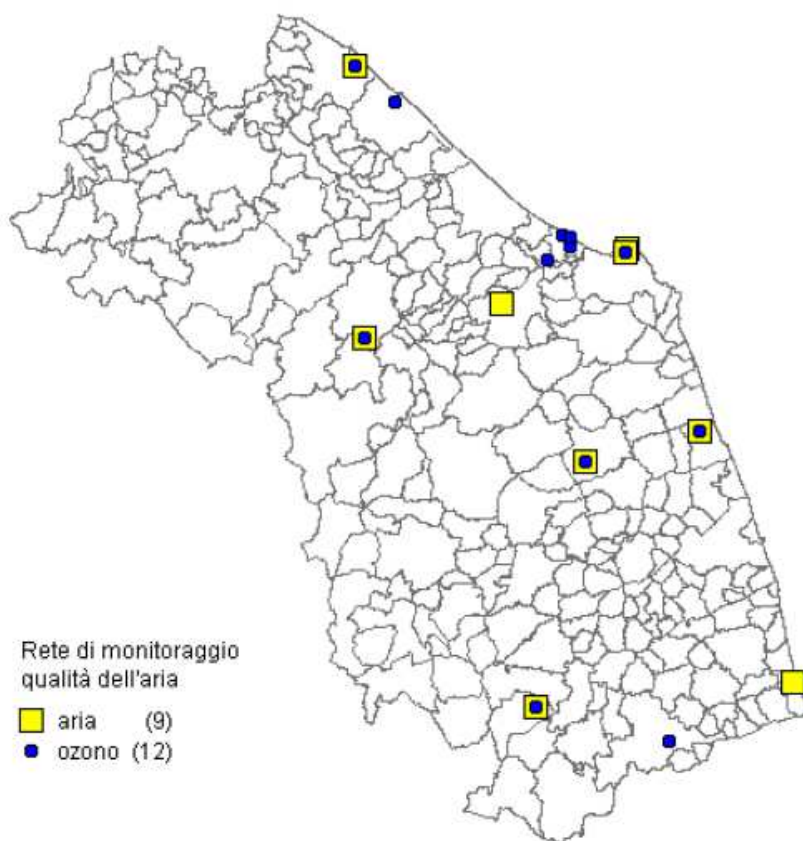 Rete di monitoraggio
qualità dell'aria
aria (9)
ozono (12)